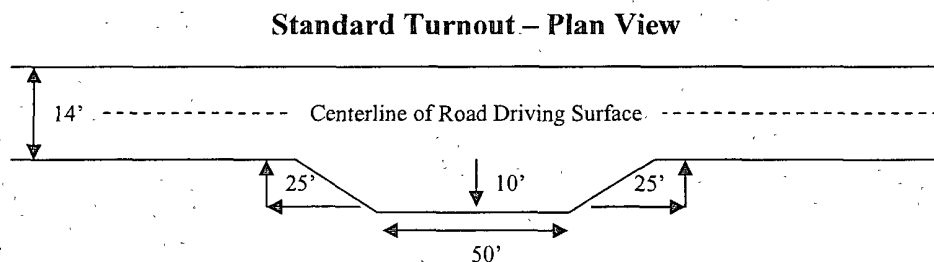 Standard Turnout – Plan View
14' Centerline of Road Driving Surface
25' 10' 25'
50'